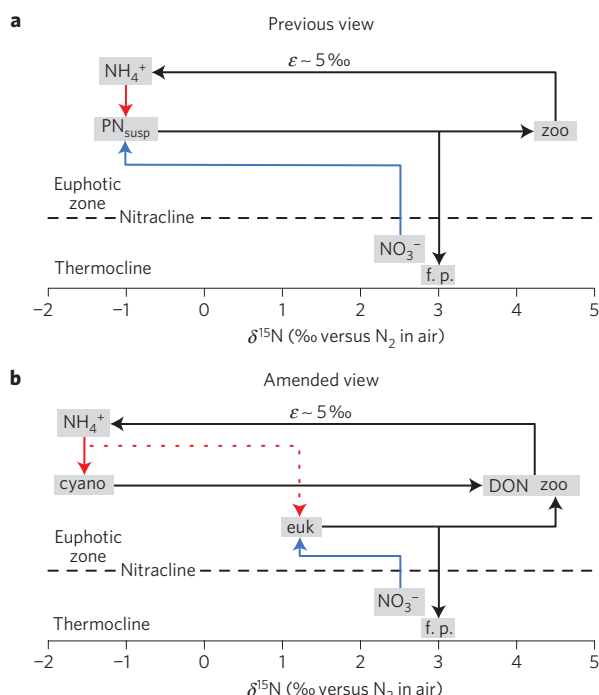 a
Previous view
ε ~ 5‰
NH₄⁺
PN_susp
zoo
Euphotic
zone
Nitracline
NO₃⁻
Thermocline
f. p.
−2 −1 0 1 2 3 4 5
δ¹⁵N (‰ versus N₂ in air)
b
Amended view
ε ~ 5‰
NH₄⁺
cyano
DON zoo
euk
Euphotic
zone
Nitracline
NO₃⁻
Thermocline
f. p.
−2 −1 0 1 2 3 4 5
δ¹⁵N (‰ versus N₂ in air)